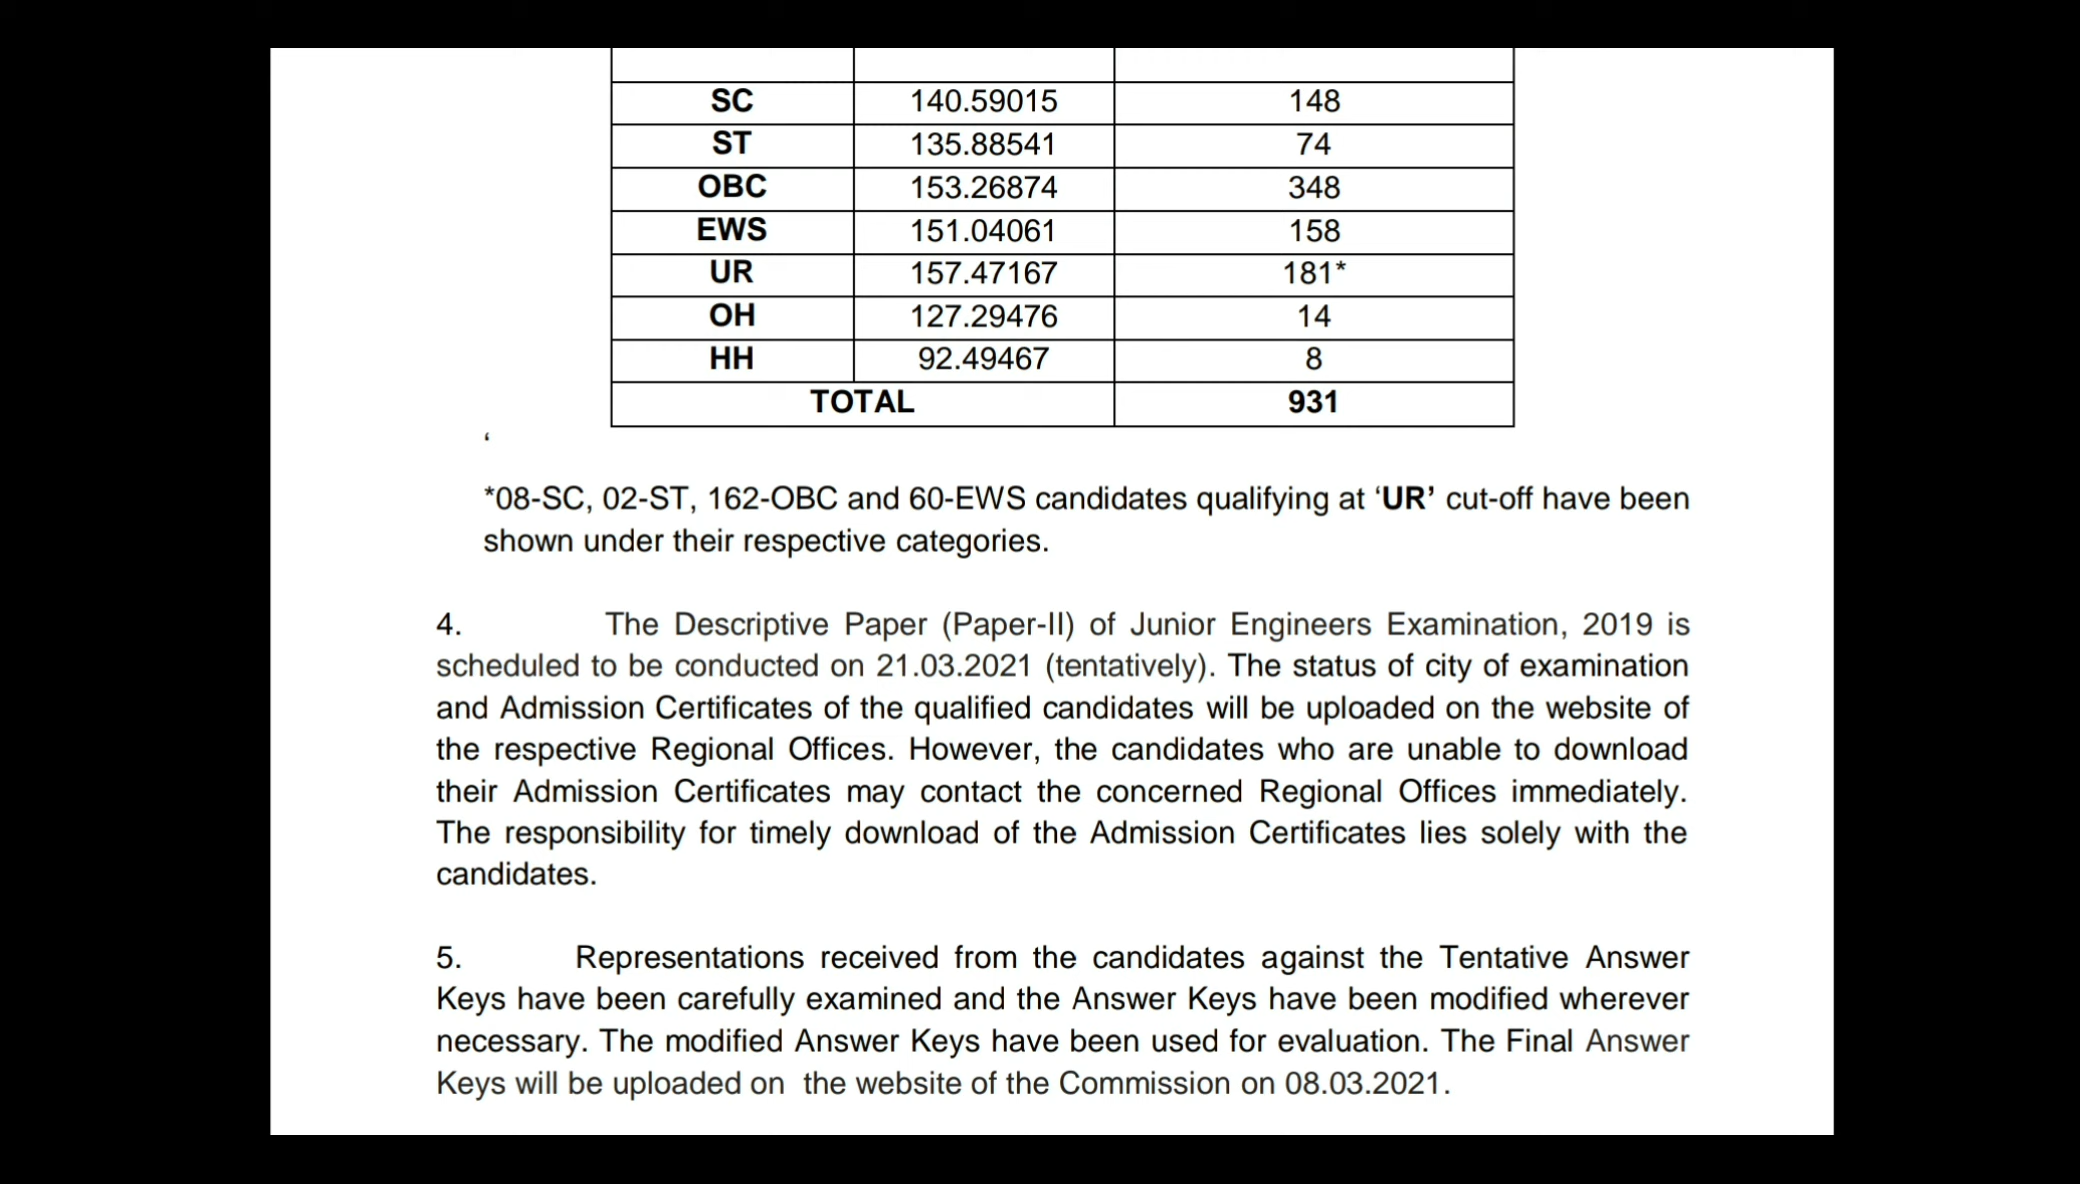 SC 140.59015 148
ST 135.88541 74
OBC 153.26874 348
EWS 151.04061 158
UR 157.47167 181*
OH 127.29476 14
HH 92.49467 8
TOTAL 931
‘
*08-SC, 02-ST, 162-OBC and 60-EWS candidates qualifying at ‘UR’ cut-off have been
shown under their respective categories.
4. The Descriptive Paper (Paper-II) of Junior Engineers Examination, 2019 is
scheduled to be conducted on 21.03.2021 (tentatively). The status of city of examination
and Admission Certificates of the qualified candidates will be uploaded on the website of
the respective Regional Offices. However, the candidates who are unable to download
their Admission Certificates may contact the concerned Regional Offices immediately.
The responsibility for timely download of the Admission Certificates lies solely with the
candidates.
5. Representations received from the candidates against the Tentative Answer
Keys have been carefully examined and the Answer Keys have been modified wherever
necessary. The modified Answer Keys have been used for evaluation. The Final Answer
Keys will be uploaded on the website of the Commission on 08.03.2021.